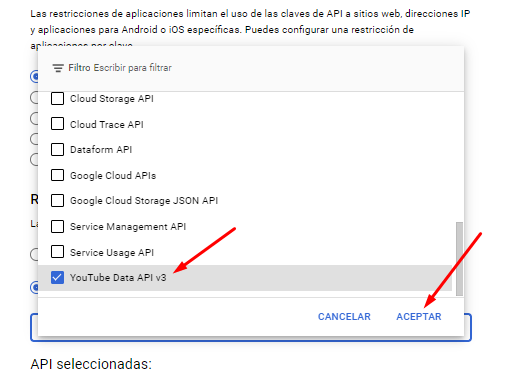 Las restricciones de aplicaciones limitan el uso de las claves de API a sitios web, direcciones IP
y aplicaciones para Android o iOS específicas. Puedes configurar una restricción de
aplicaciones por clave.
Filtro Escribir para filtrar
Cloud Storage API
Cloud Trace API
Dataform API
Google Cloud APIs
Google Cloud Storage JSON API
Service Management API
Service Usage API
YouTube Data API v3
CANCELAR ACEPTAR
API seleccionadas: